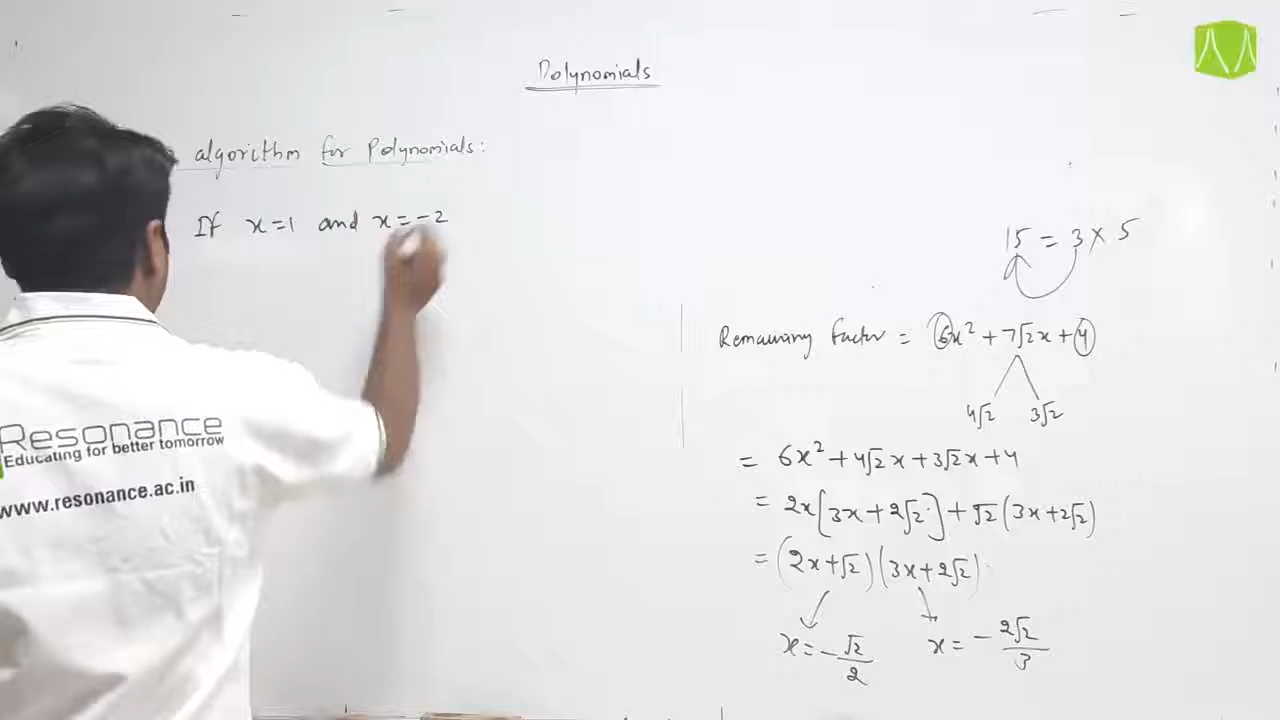 Polynomials
algorithm for Polynomials:
If x=1 and x=-2
15 = 3 × 5
Remaining factor = 6x² + 7√2x + 4
4√2 3√2
= 6x² + 4√2x + 3√2x + 4
= 2x[3x + 2√2] + √2(3x + 2√2)
= (2x + √2)(3x + 2√2)
x = -√2/2 x = -2√2/3
Resonance
Educating for better tomorrow
www.resonance.ac.in